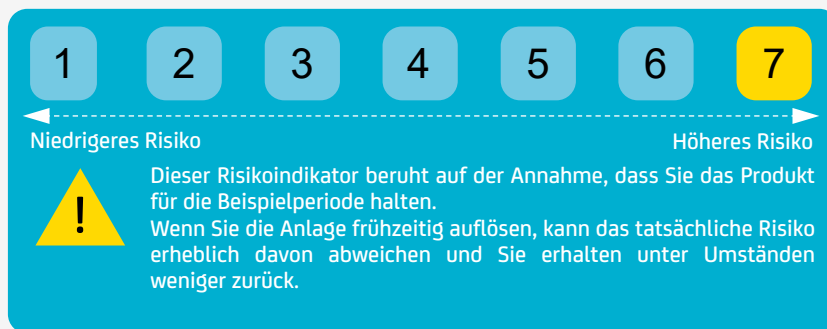 1 2 3 4 5 6 7
Niedrigeres Risiko Höheres Risiko
Dieser Risikoindikator beruht auf der Annahme, dass Sie das Produkt
für die Beispielperiode halten.
!
Wenn Sie die Anlage frühzeitig auflösen, kann das tatsächliche Risiko
erheblich davon abweichen und Sie erhalten unter Umständen
weniger zurück.